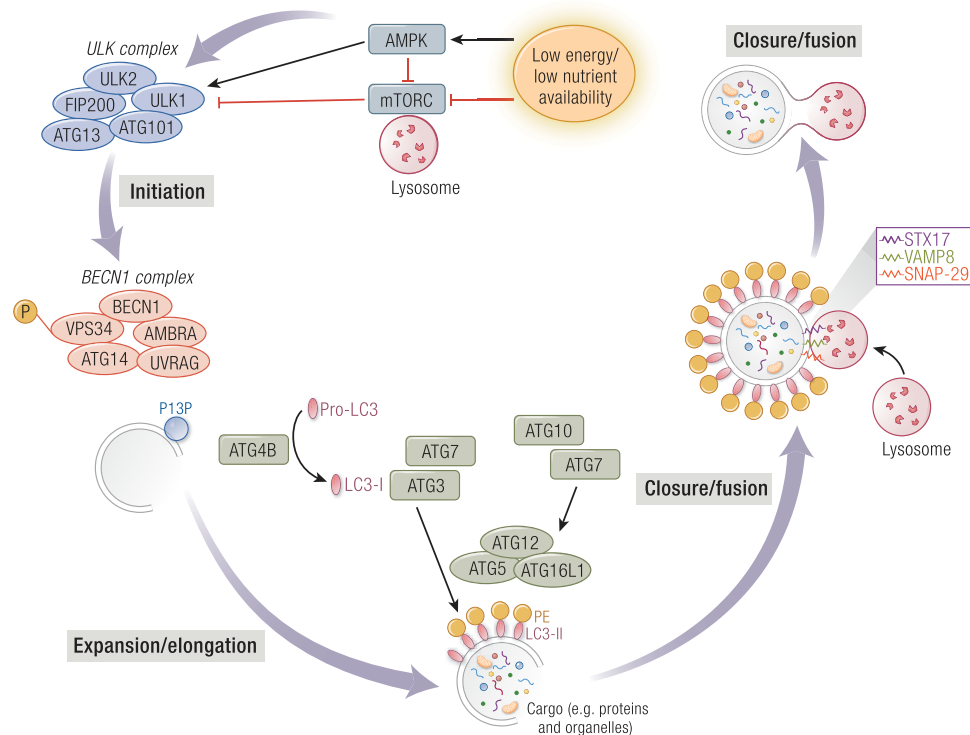 ULK complex
ULK2
FIP200
ULK1
ATG13
ATG101
AMPK
mTORC
Lysosome
Low energy/
low nutrient
availability
Closure/fusion
Initiation
BECN1 complex
P
BECN1
VPS34
AMBRA
ATG14
UVRAG
STX17
VAMP8
SNAP-29
Lysosome
P13P
Pro-LC3
ATG4B
LC3-I
ATG7
ATG3
ATG10
ATG7
Closure/fusion
ATG12
ATG5
ATG16L1
PE
LC3-II
Expansion/elongation
Cargo (e.g. proteins
and organelles)